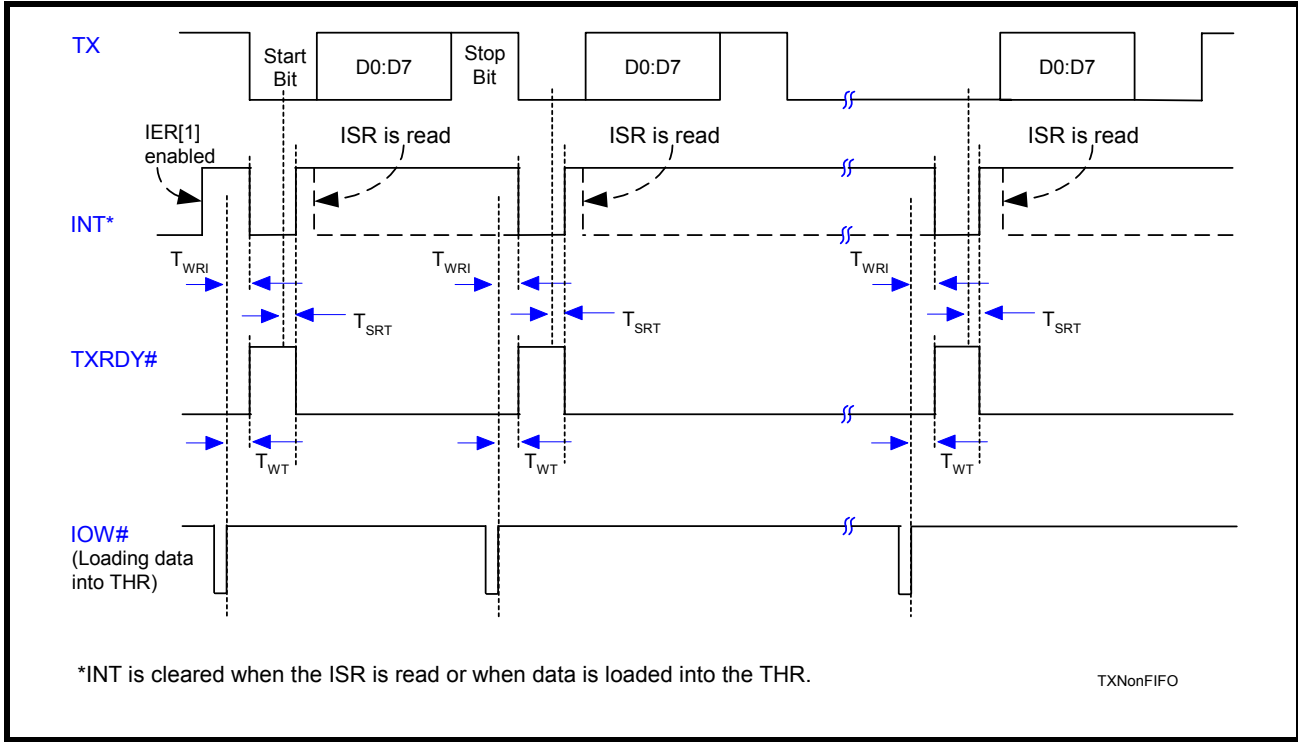 TX
Start
Bit
D0:D7
Stop
Bit
D0:D7
D0:D7
IER[1]
enabled
ISR is read
ISR is read
ISR is read
INT*
TWRI
TWRI
TWRI
TSRT
TSRT
TSRT
TXRDY#
TWT
TWT
TWT
IOW#
(Loading data
into THR)
*INT is cleared when the ISR is read or when data is loaded into the THR.
TXNonFIFO